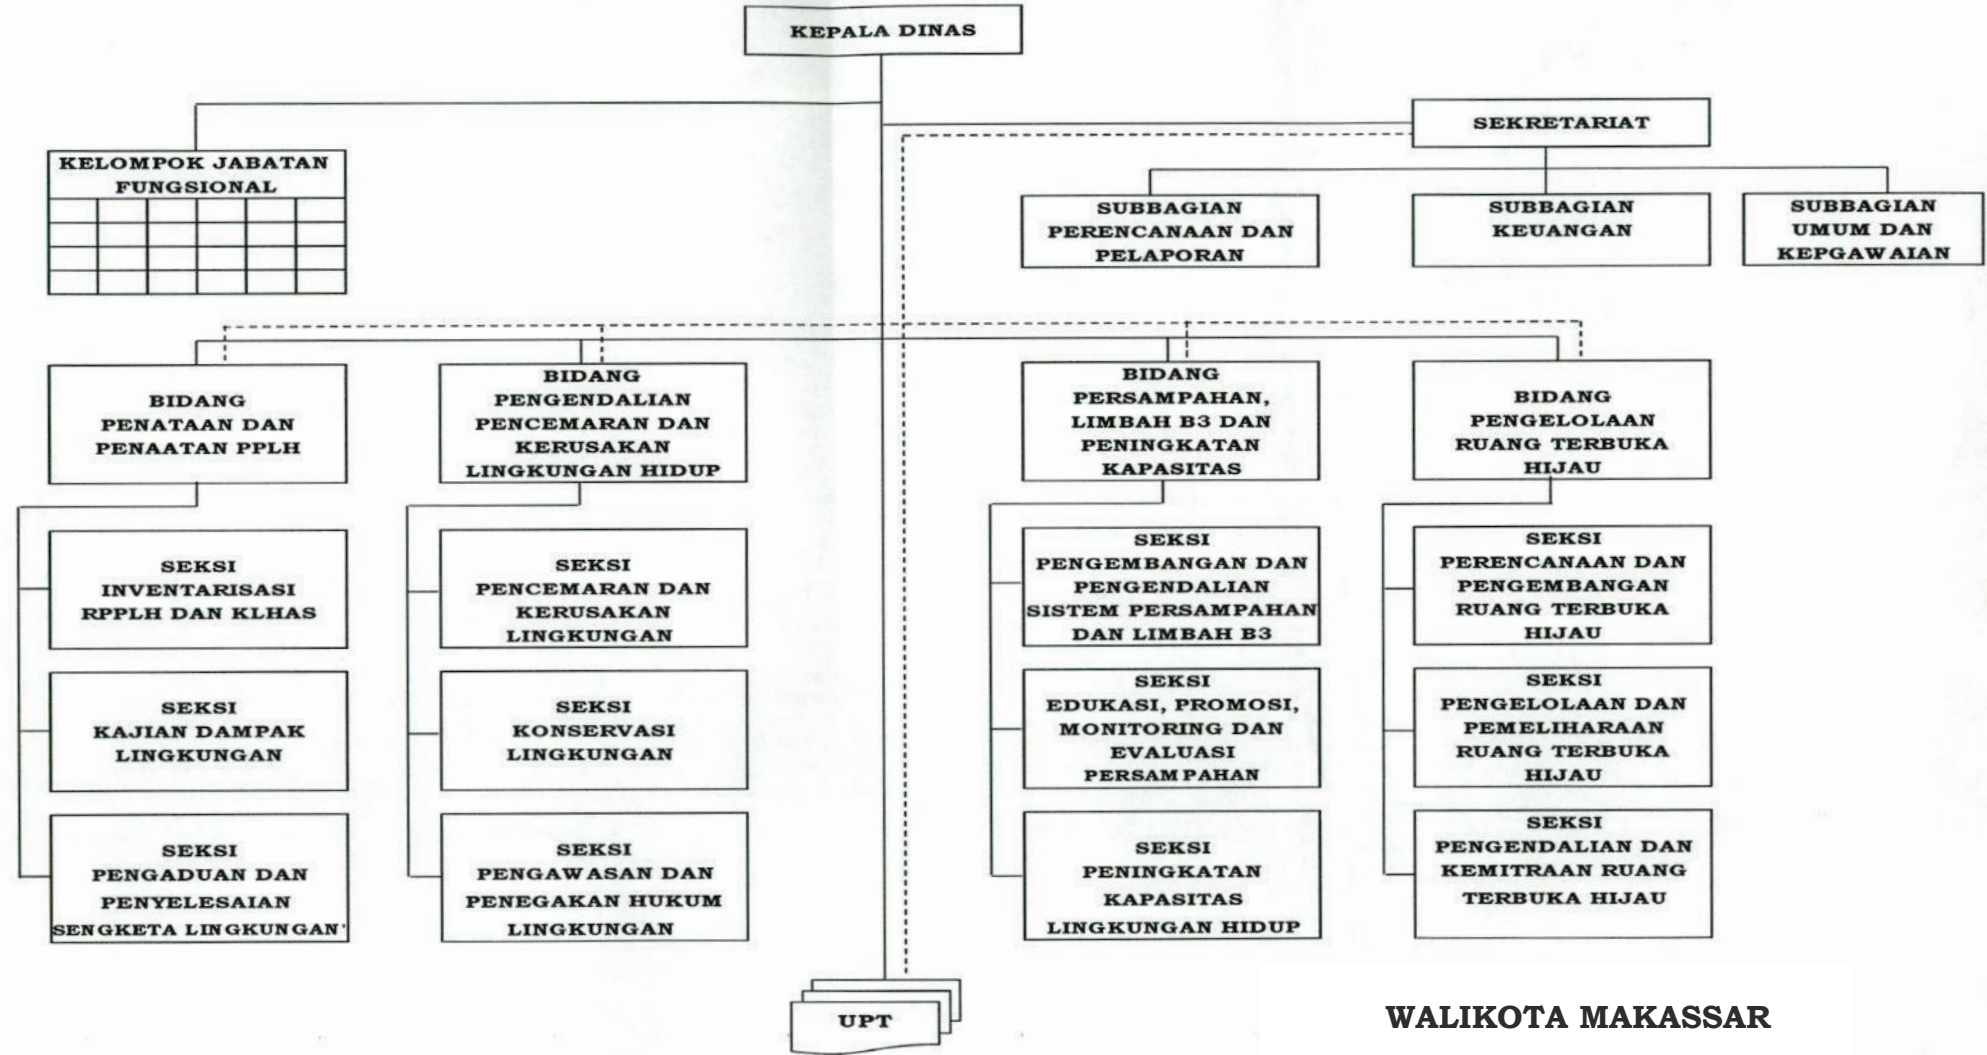 KEPALA DINAS
SEKRETARIAT
KELOMPOK JABATAN
FUNGSIONAL
SUBBAGIAN
PERENCANAAN DAN
PELAPORAN
SUBBAGIAN
KEUANGAN
SUBBAGIAN
UMUM DAN
KEPGAWAIAN
BIDANG
PENATAAN DAN
PENAATAN PPLH
BIDANG
PENGENDALIAN
PENCEMARAN DAN
KERUSAKAN
LINGKUNGAN HIDUP
BIDANG
PERSAMPAHAN,
LIMBAH B3 DAN
PENINGKATAN
KAPASITAS
BIDANG
PENGELOLAAN
RUANG TERBUKA
HIJAU
SEKSI
INVENTARISASI
RPPLH DAN KLHAS
SEKSI
PENCEMARAN DAN
KERUSAKAN
LINGKUNGAN
SEKSI
PENGEMBANGAN DAN
PENGENDALIAN
SISTEM PERSAMPAHAN
DAN LIMBAH B3
SEKSI
PERENCANAAN DAN
PENGEMBANGAN
RUANG TERBUKA
HIJAU
SEKSI
KAJIAN DAMPAK
LINGKUNGAN
SEKSI
KONSERVASI
LINGKUNGAN
SEKSI
EDUKASI, PROMOSI,
MONITORING DAN
EVALUASI
PERSAMPAHAN
SEKSI
PENGELOLAAN DAN
PEMELIHARAAN
RUANG TERBUKA
HIJAU
SEKSI
PENGADUAN DAN
PENYELESAIAN
SENGKETA LINGKUNGAN
SEKSI
PENGAWASAN DAN
PENEGAKAN HUKUM
LINGKUNGAN
SEKSI
PENINGKATAN
KAPASITAS
LINGKUNGAN HIDUP
SEKSI
PENGENDALIAN DAN
KEMITRAAN RUANG
TERBUKA HIJAU
UPT
WALIKOTA MAKASSAR